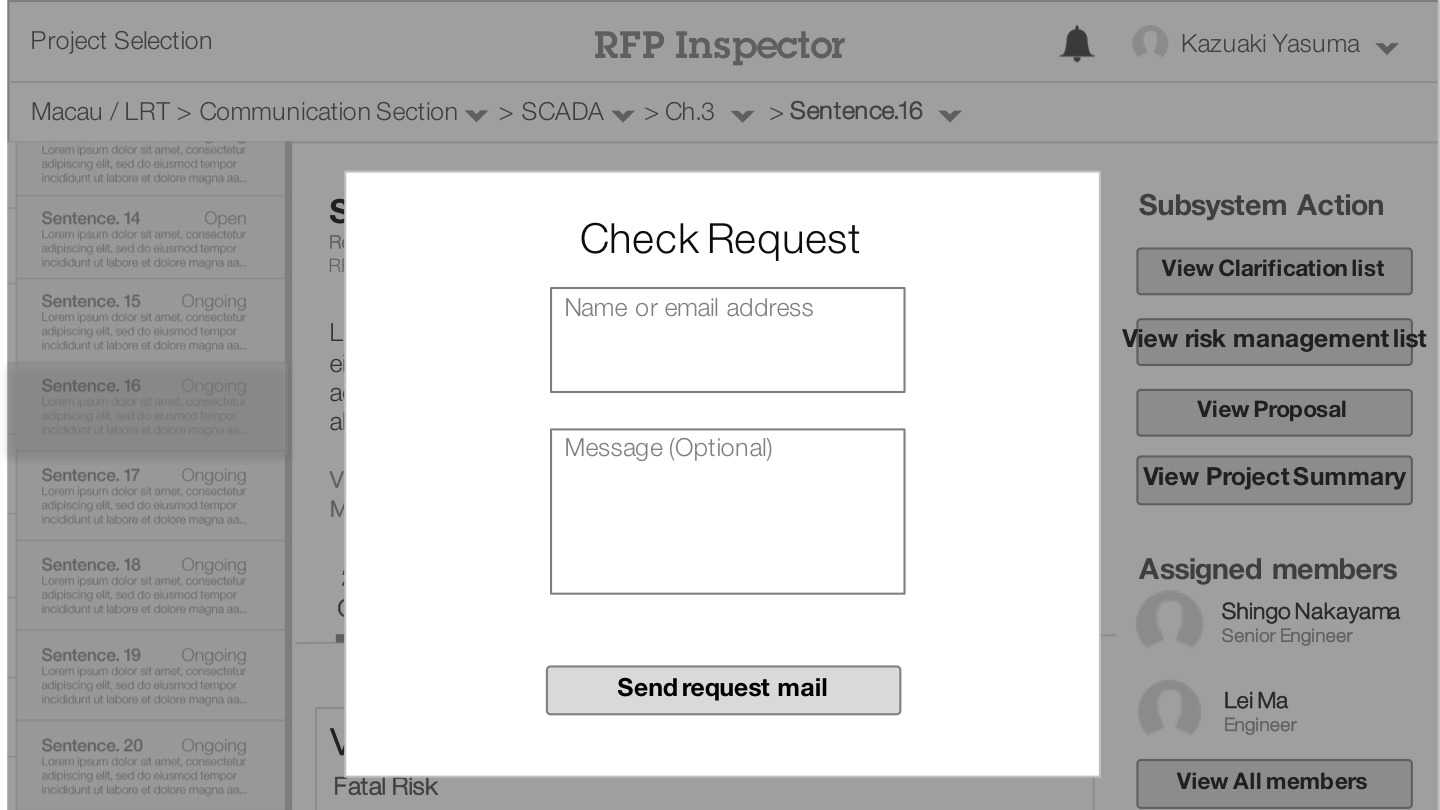 Project Selection
RFP Inspector
Kazuaki Yasuma
Macau / LRT > Communication Section > SCADA > Ch.3 > Sentence.16
Lorem ipsum dolor sit amet, consectetur
adipiscing elit, sed do eiusmod tempor
incididunt ut labore et dolore magna aa...
Sentence. 14 Open
Lorem ipsum dolor sit amet, consectetur
adipiscing elit, sed do eiusmod tempor
incididunt ut labore et dolore magna aa...
Sentence. 15 Ongoing
Lorem ipsum dolor sit amet, consectetur
adipiscing elit, sed do eiusmod tempor
incididunt ut labore et dolore magna aa...
Sentence. 16 Ongoing
Lorem ipsum dolor sit amet, consectetur
adipiscing elit, sed do eiusmod tempor
incididunt ut labore et dolore magna aa...
Sentence. 17 Ongoing
Lorem ipsum dolor sit amet, consectetur
adipiscing elit, sed do eiusmod tempor
incididunt ut labore et dolore magna aa...
Sentence. 18 Ongoing
Lorem ipsum dolor sit amet, consectetur
adipiscing elit, sed do eiusmod tempor
incididunt ut labore et dolore magna aa...
Sentence. 19 Ongoing
Lorem ipsum dolor sit amet, consectetur
adipiscing elit, sed do eiusmod tempor
incididunt ut labore et dolore magna aa...
Sentence. 20 Ongoing
Lorem ipsum dolor sit amet, consectetur
adipiscing elit, sed do eiusmod tempor
incididunt ut labore et dolore magna aa...
Check Request
Name or email address
Message (Optional)
Send request mail
Fatal Risk
Subsystem Action
View Clarification list
View risk management list
View Proposal
View Project Summary
Assigned members
Shingo Nakayama
Senior Engineer
Lei Ma
Engineer
View All members